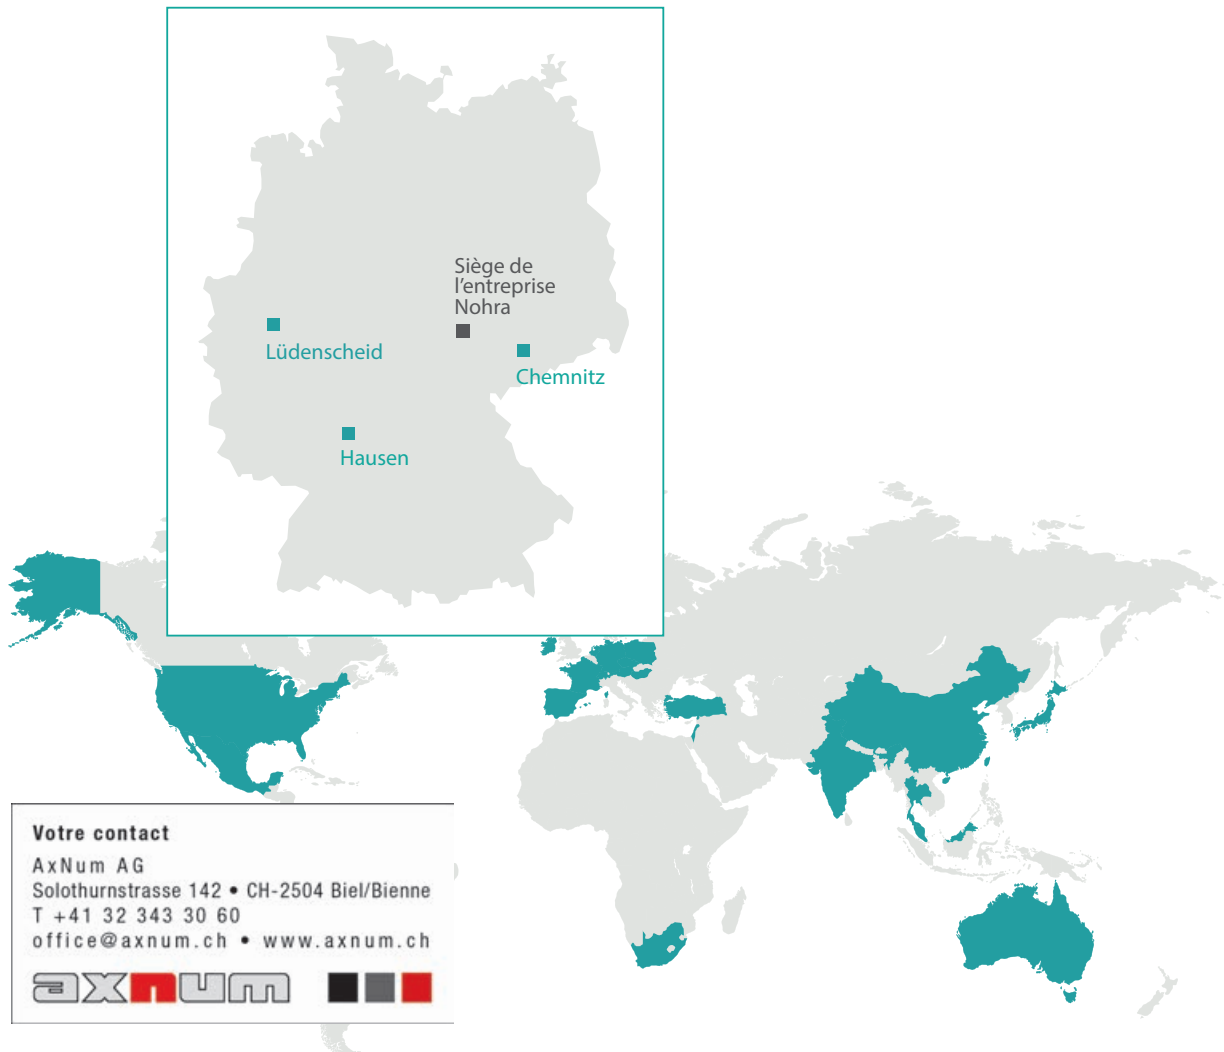 Siège de
l’entreprise
Nohra
Lüdenscheid
Chemnitz
Hausen
Votre contact
AxNum AG
Solothurnstrasse 142 • CH-2504 Biel/Bienne
T +41 32 343 30 60
office@axnum.ch • www.axnum.ch
axnum